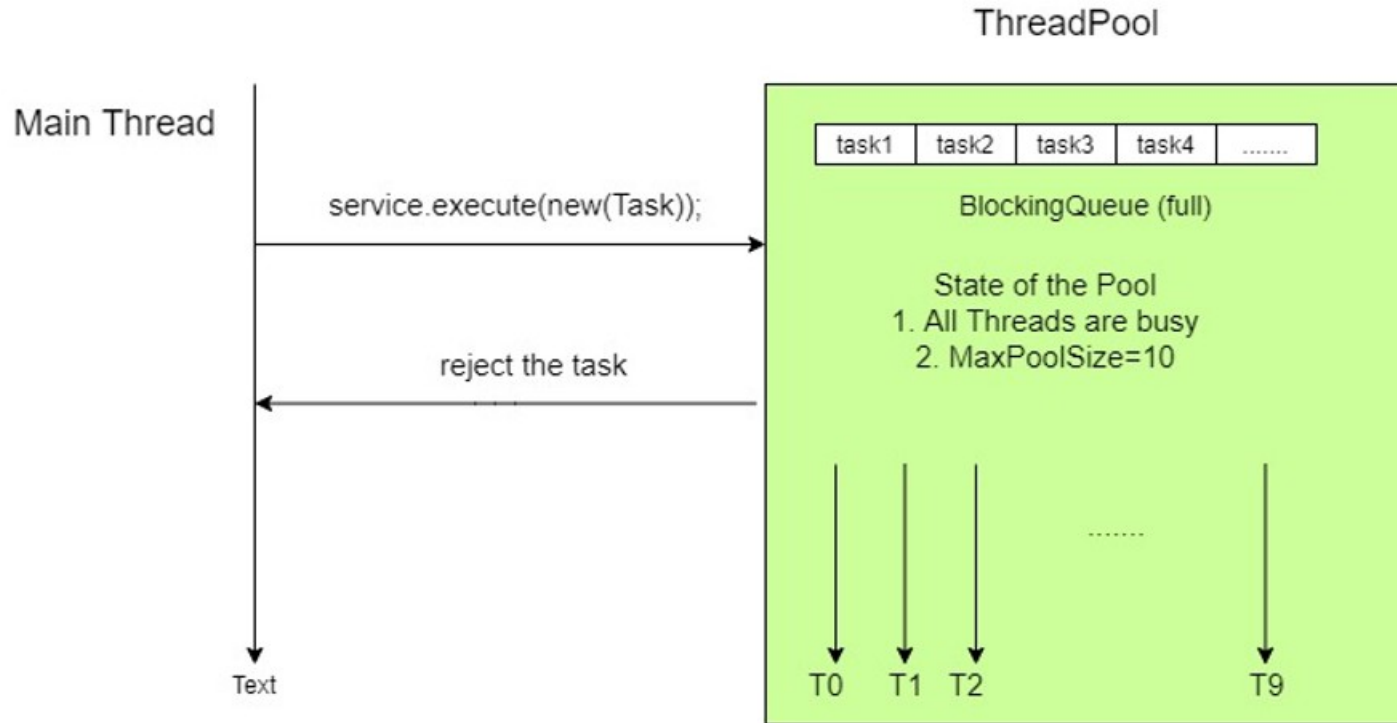 ThreadPool
Main Thread
task1 task2 task3 task4 .......
service.execute(new(Task));
BlockingQueue (full)
State of the Pool
1. All Threads are busy
2. MaxPoolSize=10
reject the task
.......
Text
T0 T1 T2 T9